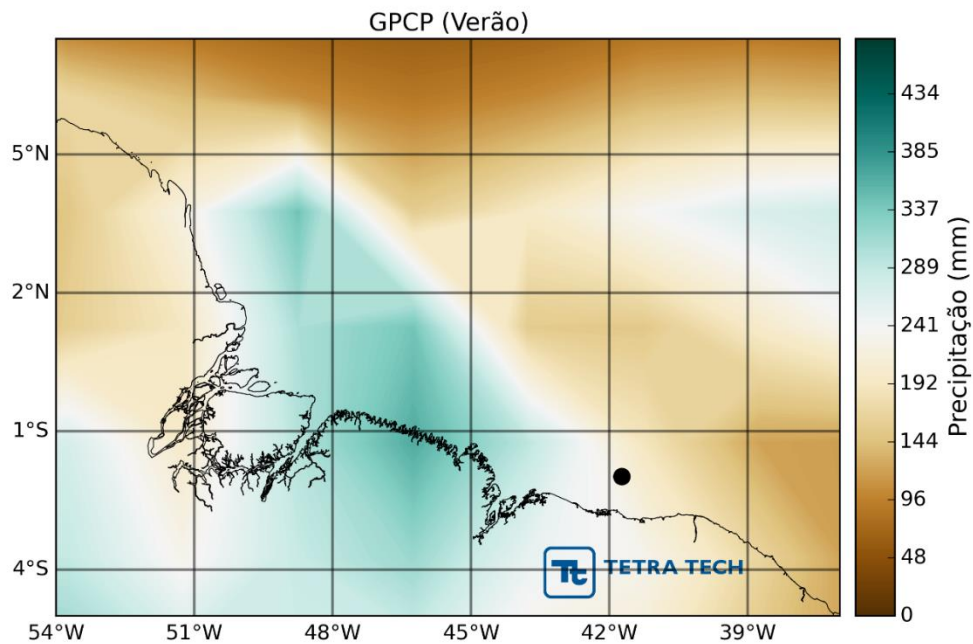 GPCP (Verão)
5°N
2°N
1°S
4°S
54°W
51°W
48°W
45°W
42°W
39°W
434
385
337
289
241
192
144
96
48
0
Precipitação (mm)
Tt TETRA TECH